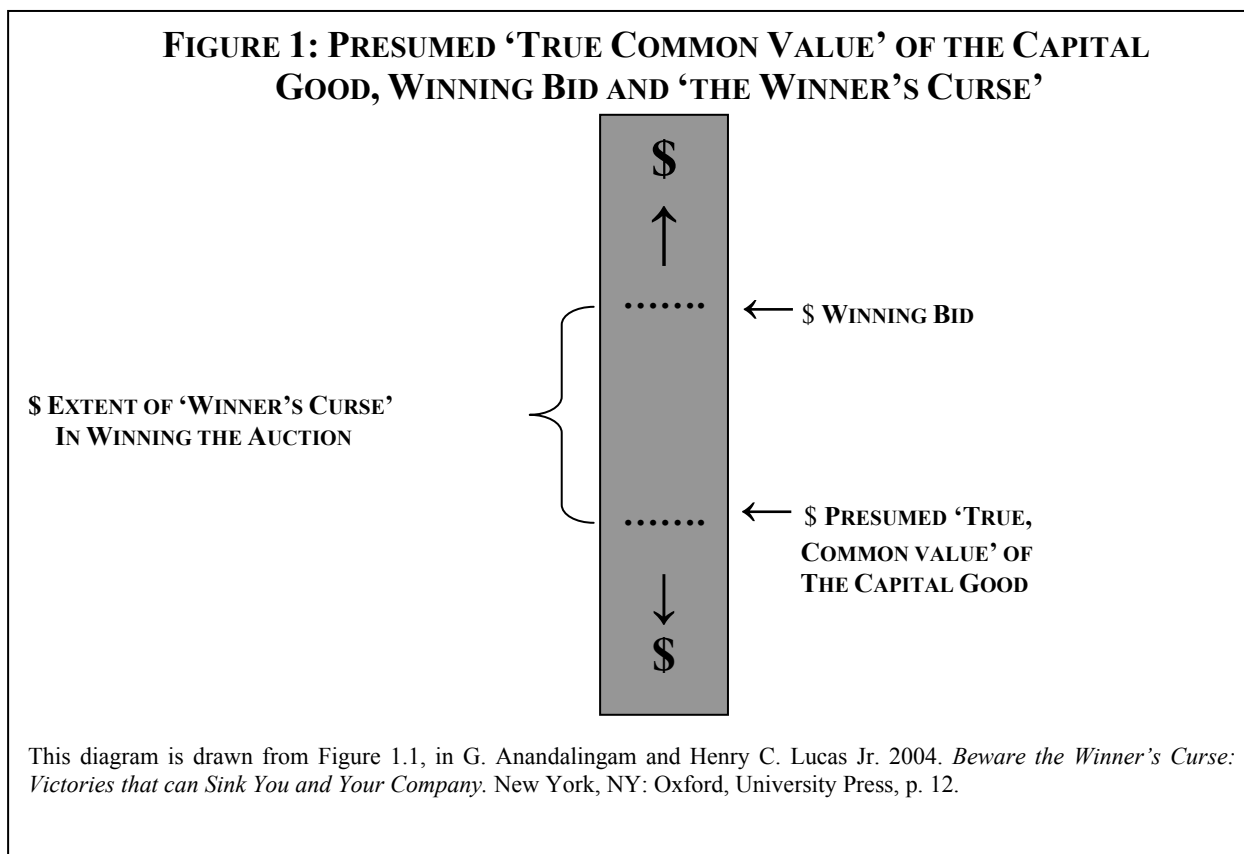 FIGURE 1: PRESUMED ‘TRUE COMMON VALUE’ OF THE CAPITAL
GOOD, WINNING BID AND ‘THE WINNER’S CURSE’
$
$ WINNING BID
$ EXTENT OF ‘WINNER’S CURSE’
IN WINNING THE AUCTION
$ PRESUMED ‘TRUE,
COMMON VALUE’ OF
THE CAPITAL GOOD
$
This diagram is drawn from Figure 1.1, in G. Anandalingam and Henry C. Lucas Jr. 2004. Beware the Winner’s Curse:
Victories that can Sink You and Your Company. New York, NY: Oxford, University Press, p. 12.